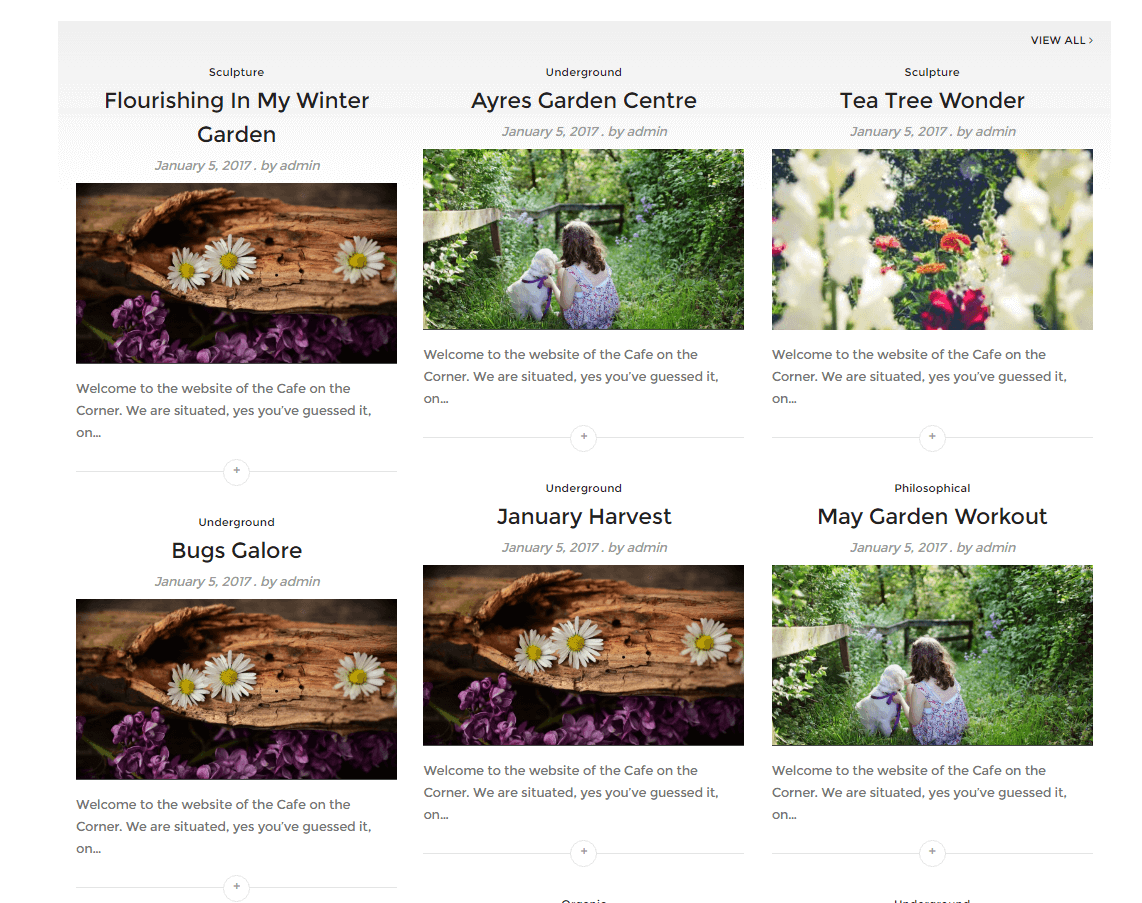 VIEW ALL ›
Sculpture
Flourishing In My Winter
Garden
January 5, 2017 . by admin
Welcome to the website of the Cafe on the
Corner. We are situated, yes you’ve guessed it,
on…
+
Underground
Ayres Garden Centre
January 5, 2017 . by admin
Welcome to the website of the Cafe on the
Corner. We are situated, yes you’ve guessed it,
on…
+
Sculpture
Tea Tree Wonder
January 5, 2017 . by admin
Welcome to the website of the Cafe on the
Corner. We are situated, yes you’ve guessed it,
on…
+
Underground
Bugs Galore
January 5, 2017 . by admin
Welcome to the website of the Cafe on the
Corner. We are situated, yes you’ve guessed it,
on…
+
Underground
January Harvest
January 5, 2017 . by admin
Welcome to the website of the Cafe on the
Corner. We are situated, yes you’ve guessed it,
on…
+
Philosophical
May Garden Workout
January 5, 2017 . by admin
Welcome to the website of the Cafe on the
Corner. We are situated, yes you’ve guessed it,
on…
+
Organic
Underground